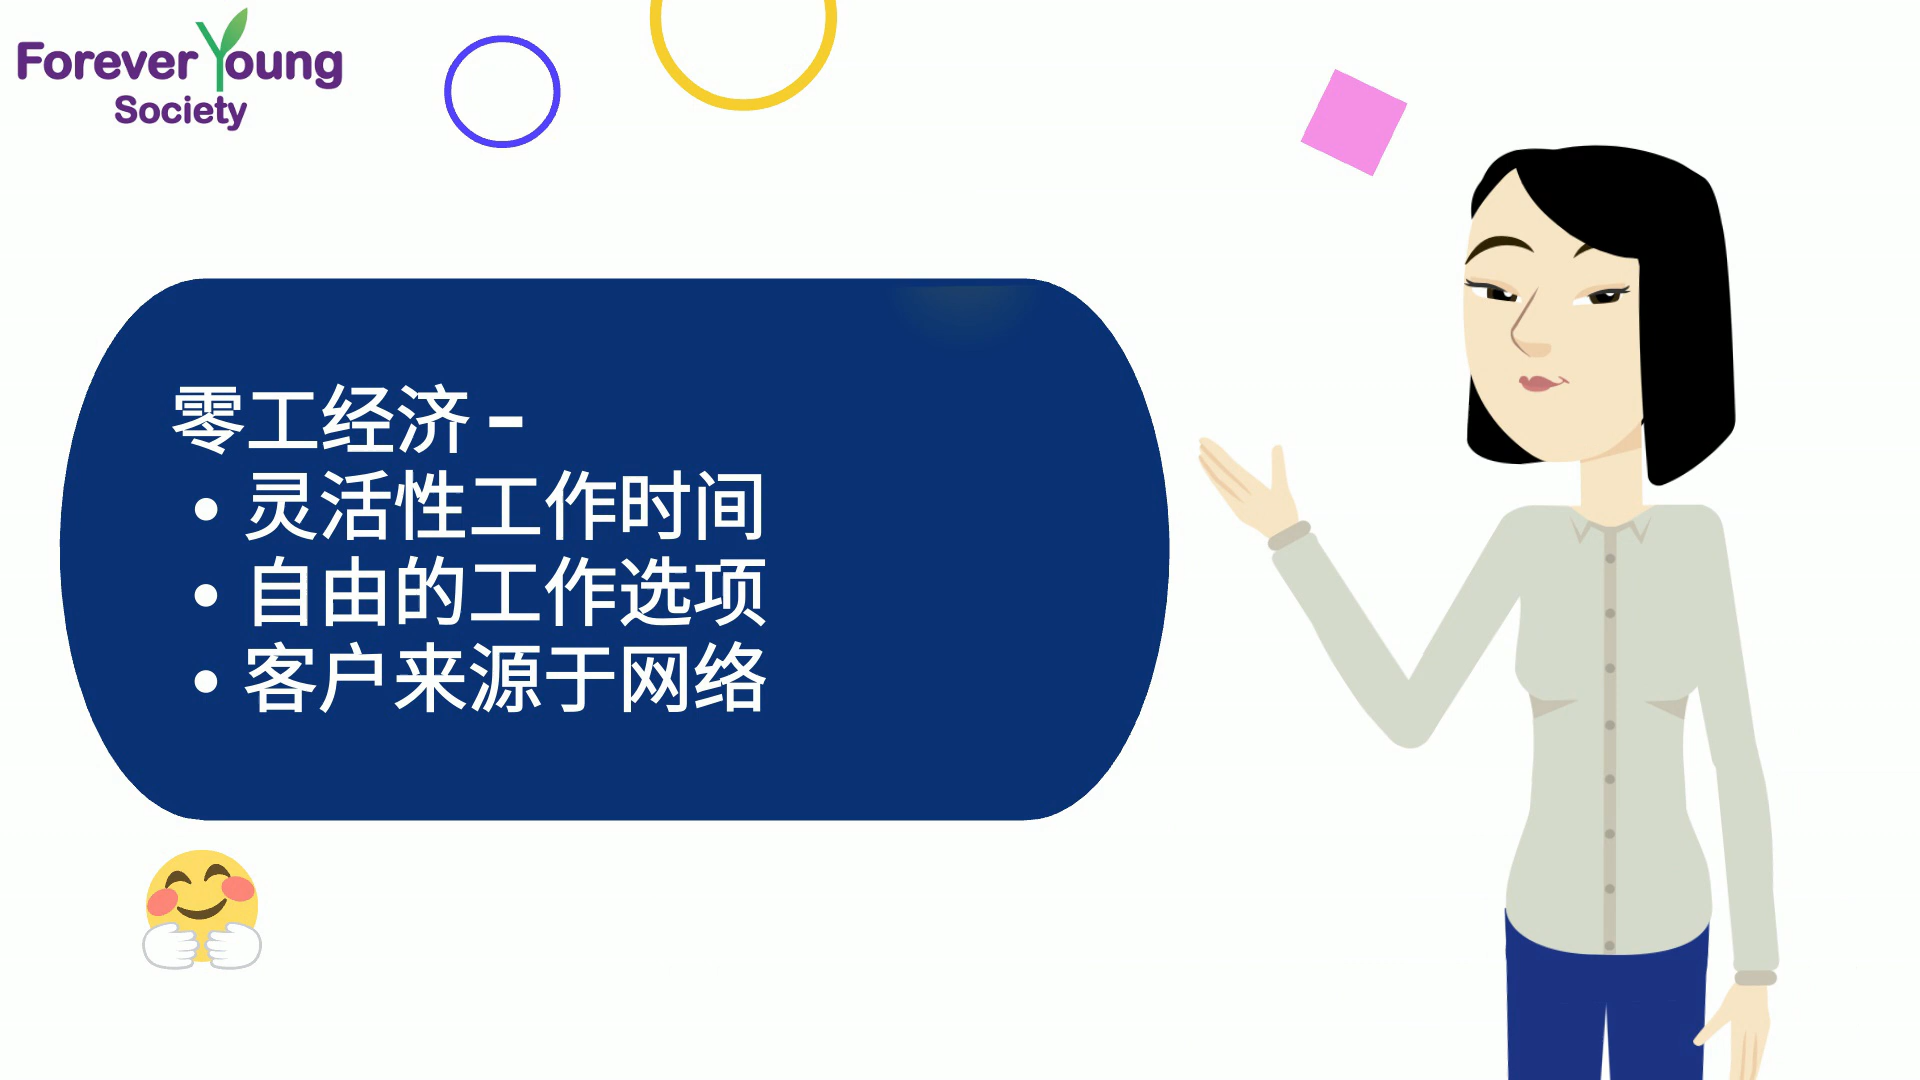 Forever Young
Society
零工经济 –
• 灵活性工作时间
• 自由的工作选项
• 客户来源于网络